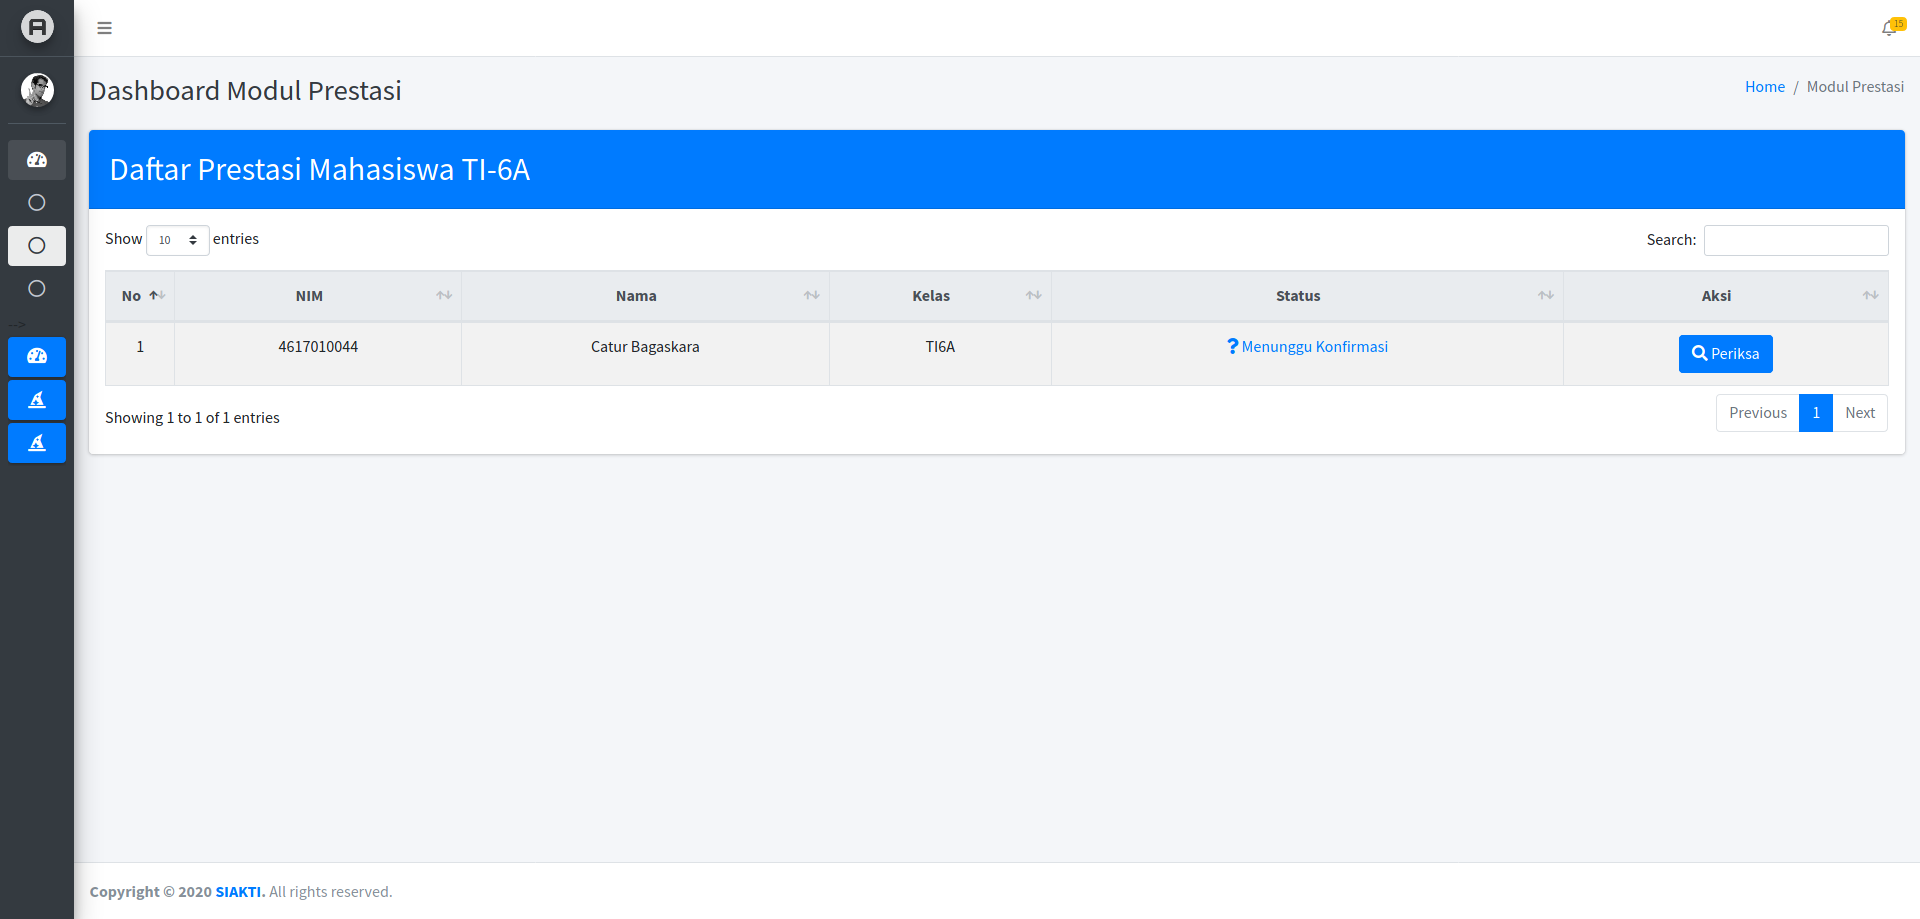 15
Dashboard Modul Prestasi
Home / Modul Prestasi
Daftar Prestasi Mahasiswa TI-6A
Show 10 entries
Search:
No NIM Nama Kelas Status Aksi
1 4617010044 Catur Bagaskara TI6A ? Menunggu Konfirmasi Periksa
Showing 1 to 1 of 1 entries
Previous 1 Next
-->
Copyright © 2020 SIAKTI. All rights reserved.